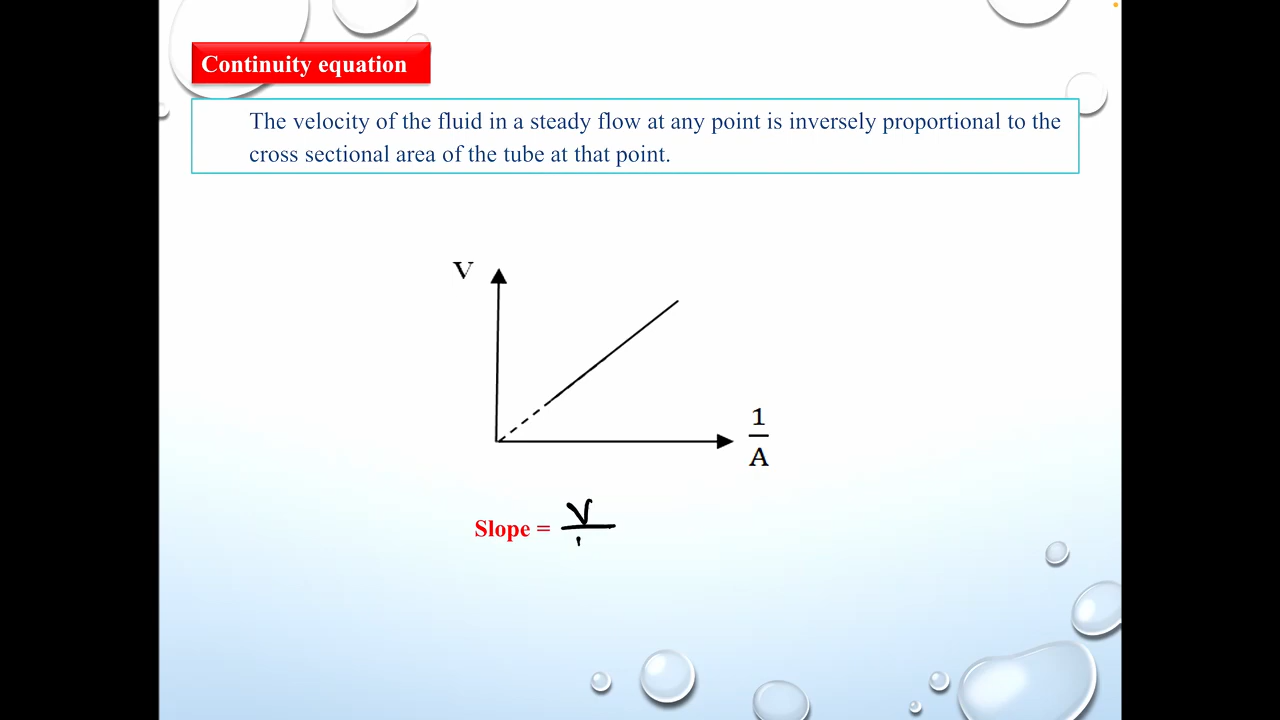 Continuity equation
The velocity of the fluid in a steady flow at any point is inversely proportional to the
cross sectional area of the tube at that point.
V
1
A
Slope = V